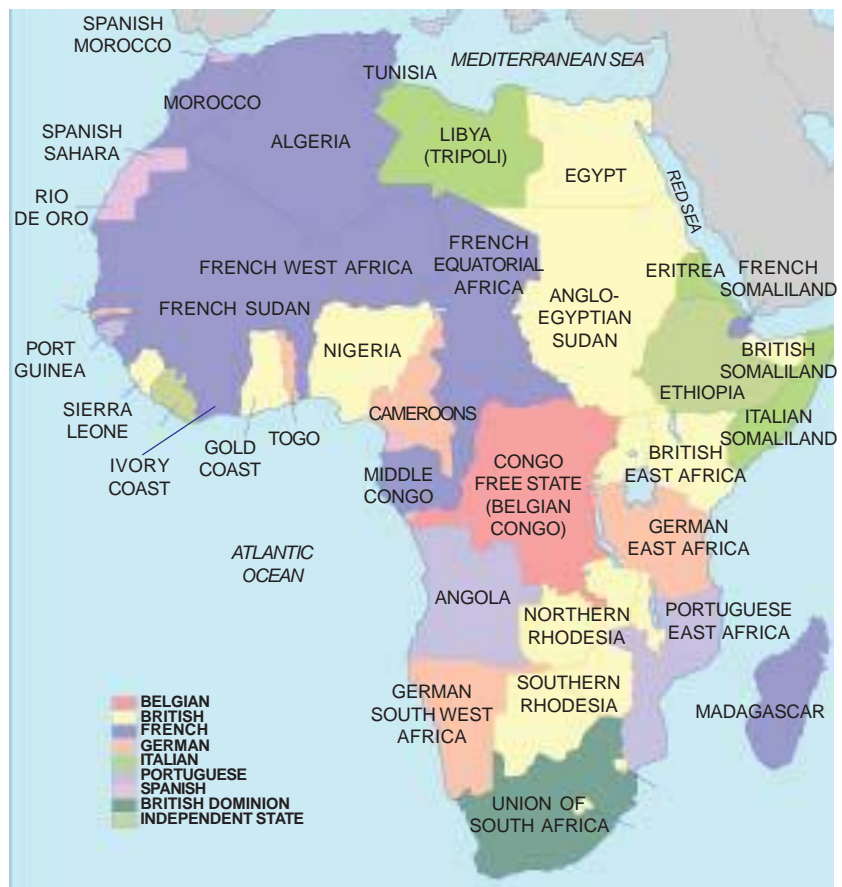 SPANISH
MOROCCO
MEDITERRANEAN SEA
TUNISIA
MOROCCO
ALGERIA
LIBYA
(TRIPOLI)
SPANISH
SAHARA
EGYPT
RED SEA
RIO
DE ORO
FRENCH
EQUATORIAL
AFRICA
FRENCH WEST AFRICA
ERITREA
FRENCH
SOMALILAND
FRENCH SUDAN
ANGLO-
EGYPTIAN
SUDAN
PORT
GUINEA
NIGERIA
BRITISH
SOMALILAND
ETHIOPIA
SIERRA
LEONE
CAMEROONS
ITALIAN
SOMALILAND
IVORY
COAST
GOLD
COAST
TOGO
BRITISH
EAST AFRICA
MIDDLE
CONGO
CONGO
FREE STATE
(BELGIAN
CONGO)
GERMAN
EAST AFRICA
ATLANTIC
OCEAN
ANGOLA
NORTHERN
RHODESIA
PORTUGUESE
EAST AFRICA
GERMAN
SOUTH WEST
AFRICA
SOUTHERN
RHODESIA
MADAGASCAR
BELGIAN
BRITISH
FRENCH
GERMAN
ITALIAN
PORTUGUESE
SPANISH
BRITISH DOMINION
INDEPENDENT STATE
UNION OF
SOUTH AFRICA